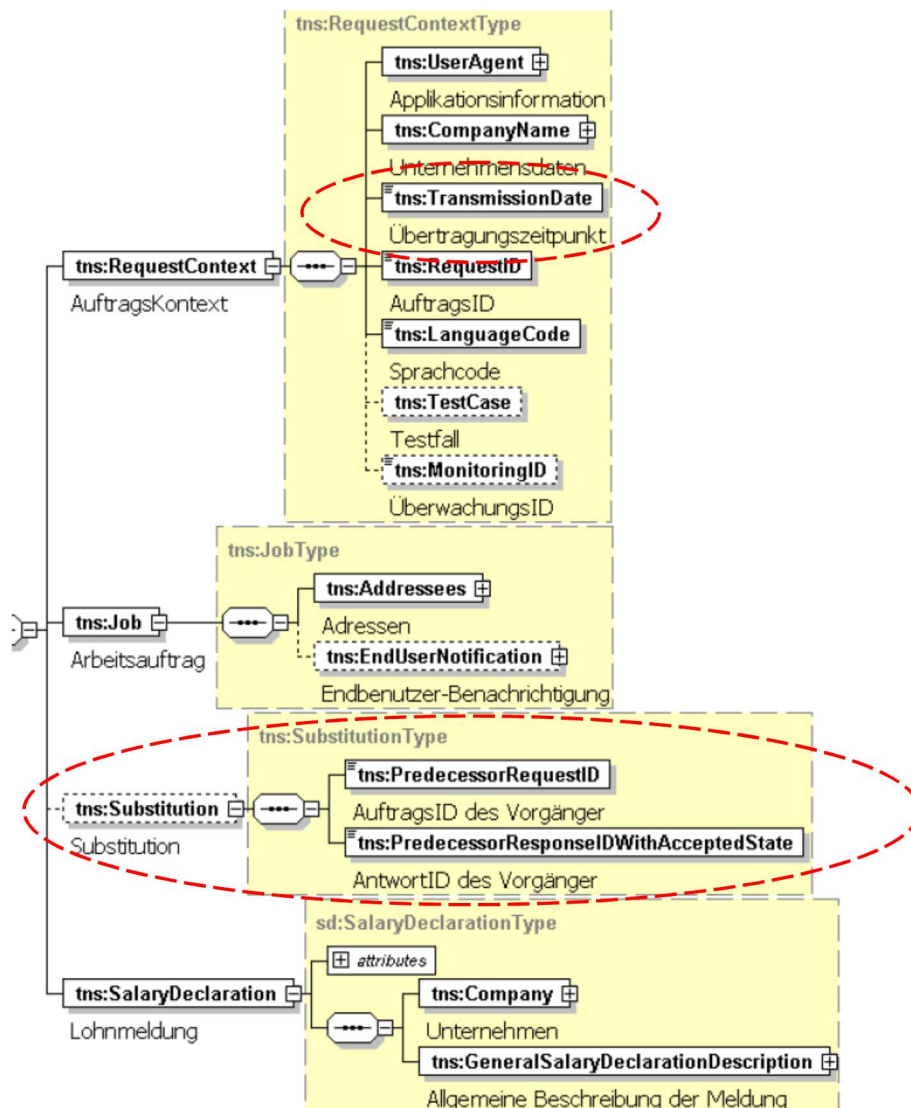 tns:RequestContextType
tns:UserAgent
Applikationsinformation
tns:CompanyName
Unternehmensdaten
tns:TransmissionDate
Übertragungszeitpunkt
tns:RequestContext
AuftragsKontext
tns:RequestID
AuftragsID
tns:LanguageCode
Sprachcode
tns:TestCase
Testfall
tns:MonitoringID
ÜberwachungsID
tns:JobType
tns:Addressees
Adressen
tns:Job
Arbeitsauftrag
tns:EndUserNotification
Endbenutzer-Benachrichtigung
tns:SubstitutionType
tns:PredecessorRequestID
AuftragsID des Vorgänger
tns:Substitution
Substitution
tns:PredecessorResponseIDWithAcceptedState
AntwortID des Vorgänger
sd:SalaryDeclarationType
attributes
tns:SalaryDeclaration
Lohnmeldung
tns:Company
Unternehmen
tns:GeneralSalaryDeclarationDescription
Allgemeine Beschreibung der Meldung